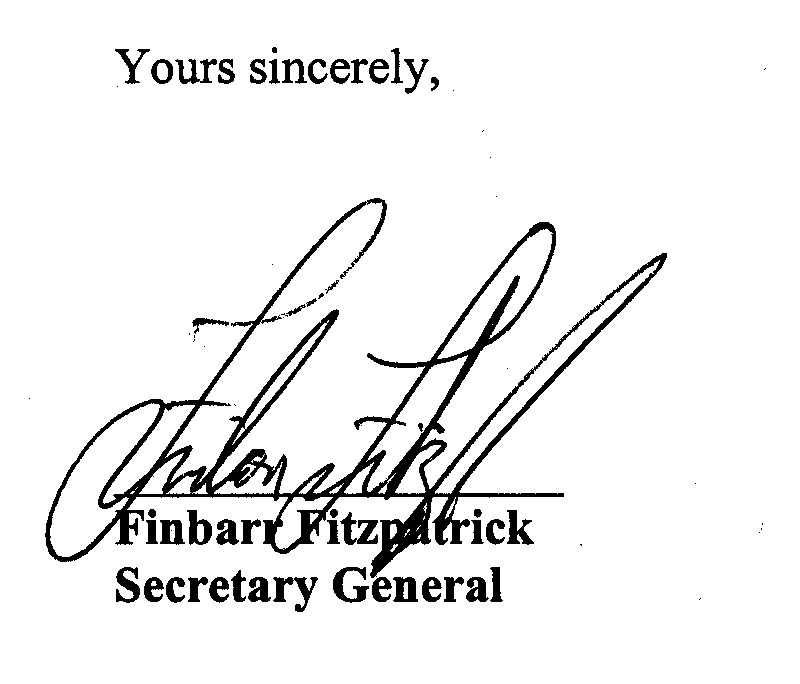 Yours sincerely,
Finbarr Fitzpatrick
Secretary General